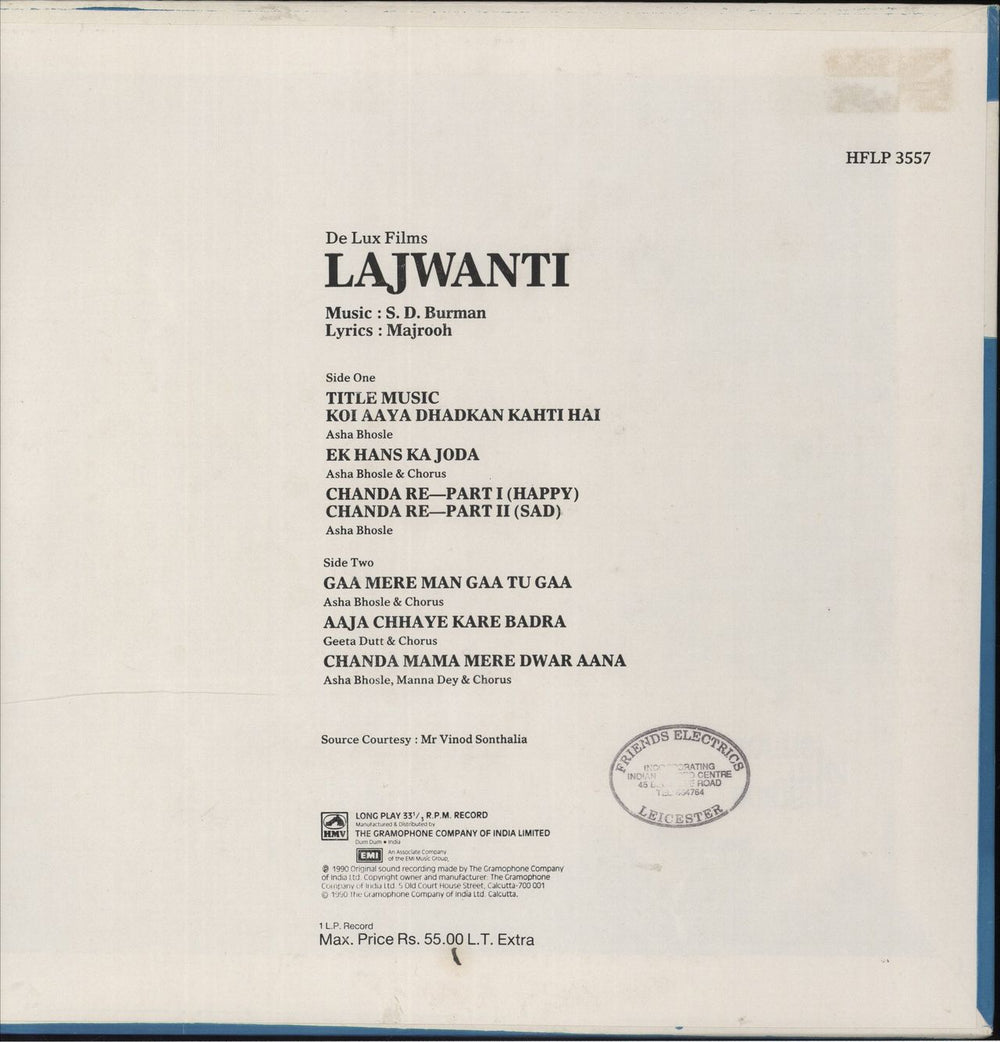 HFLP 3557
De Lux Films
LAJWANTI
Music : S. D. Burman
Lyrics : Majrooh
Side One
TITLE MUSIC
KOI AAYA DHADKAN KAHTI HAI
Asha Bhosle
EK HANS KA JODA
Asha Bhosle & Chorus
CHANDA RE—PART I (HAPPY)
CHANDA RE—PART II (SAD)
Asha Bhosle
Side Two
GAA MERE MAN GAA TU GAA
Asha Bhosle & Chorus
AAJA CHHAYE KARE BADRA
Geeta Dutt & Chorus
CHANDA MAMA MERE DWAR AANA
Asha Bhosle, Manna Dey & Chorus
Source Courtesy : Mr Vinod Sonthalia
FRIENDS ELECTRICS
INDIAN CENTRE
ROAD
LEICESTER
HMV
LONG PLAY 33⅓ R.P.M. RECORD
Manufactured & Distributed by
THE GRAMOPHONE COMPANY OF INDIA LIMITED
Dum Dum • India
EMI
An Associate Company
of the EMI Music Group.
℗ 1990 Original sound recording made by The Gramophone Company
of India Ltd. Copyright owner and manufacturer: The Gramophone
Company of India Ltd. 5 Old Court House Street, Calcutta-700 001
© 1990 The Gramophone Company of India Ltd. Calcutta.
1 L.P. Record
Max. Price Rs. 55.00 L.T. Extra